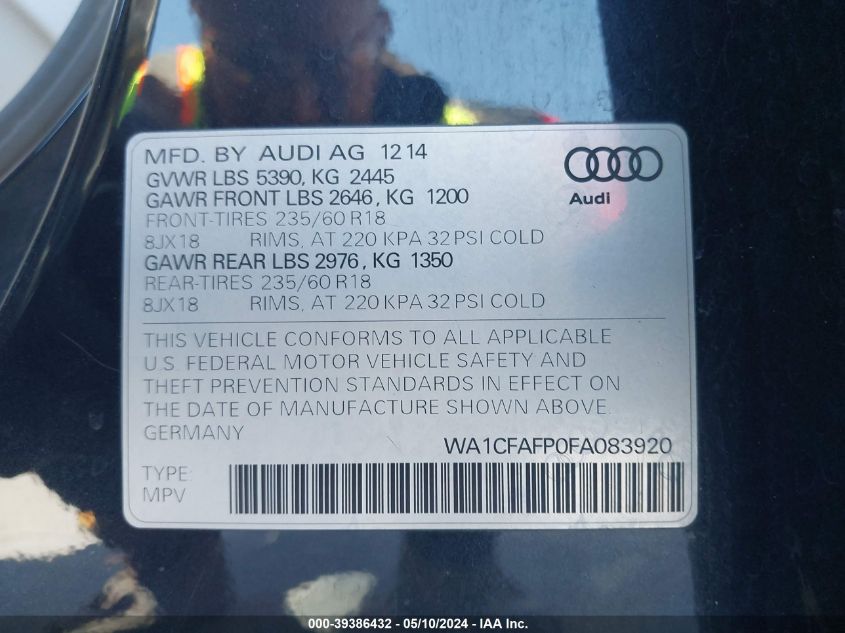 MFD. BY AUDI AG 12 14
GVWR LBS 5390, KG 2445
GAWR FRONT LBS 2646, KG 1200
FRONT-TIRES 235/60 R18
8JX18 RIMS, AT 220 KPA 32 PSI COLD
GAWR REAR LBS 2976, KG 1350
REAR-TIRES 235/60 R18
8JX18 RIMS, AT 220 KPA 32 PSI COLD
Audi
THIS VEHICLE CONFORMS TO ALL APPLICABLE
U.S. FEDERAL MOTOR VEHICLE SAFETY AND
THEFT PREVENTION STANDARDS IN EFFECT ON
THE DATE OF MANUFACTURE SHOWN ABOVE.
GERMANY
WA1CFAFP0FA083920
TYPE:
MPV
000-39386432 - 05/10/2024 - IAA Inc.